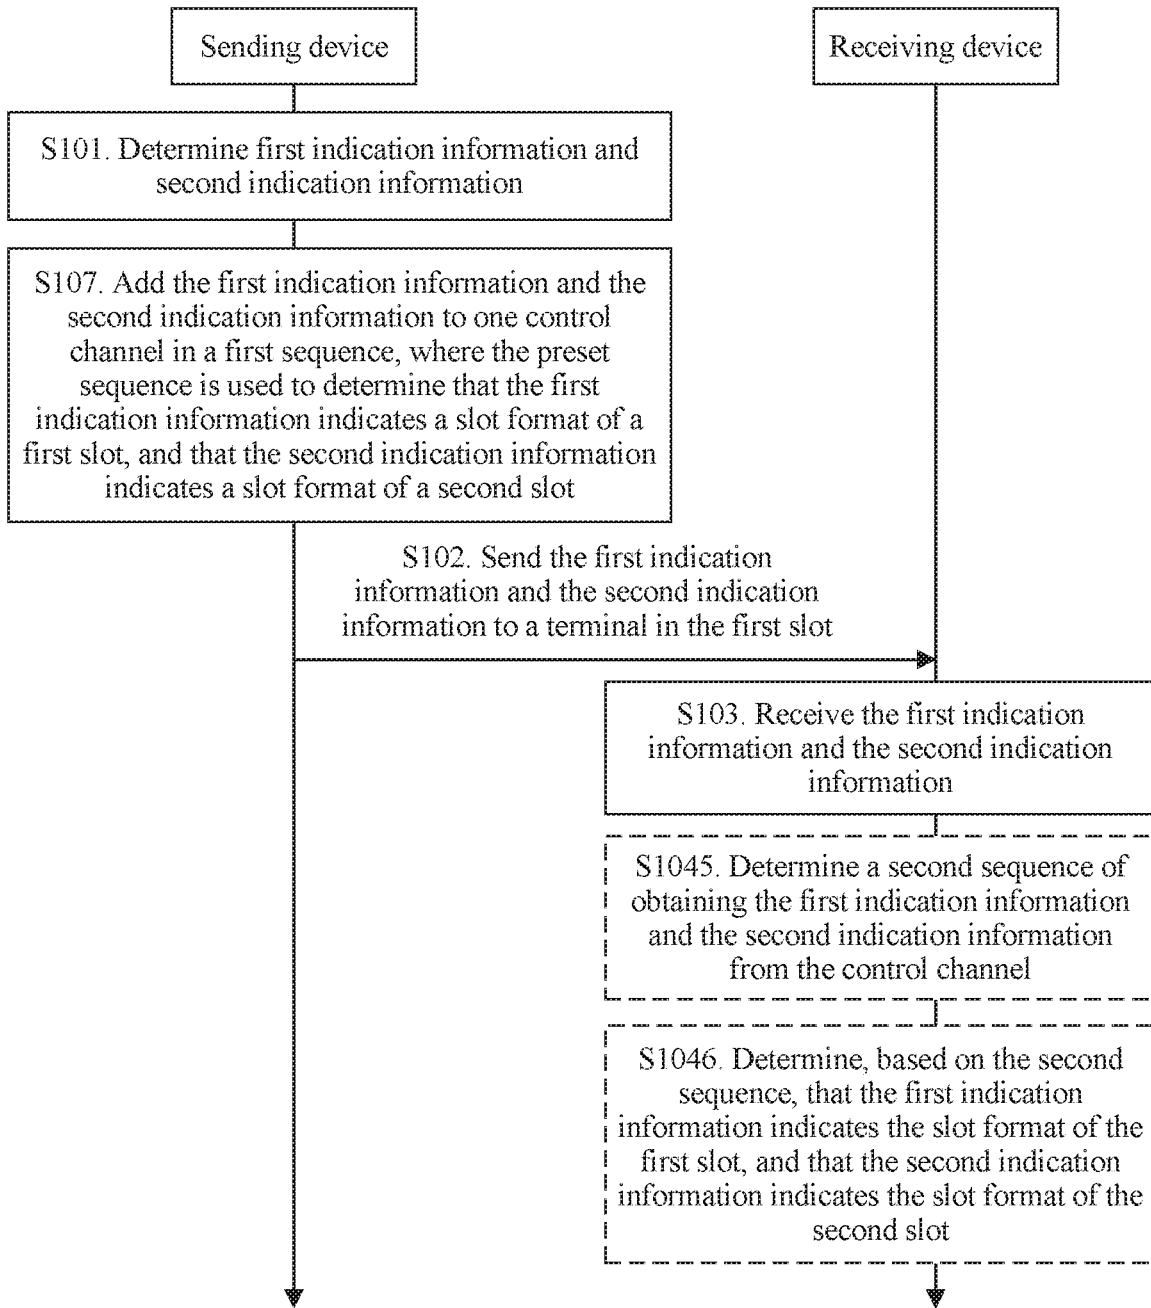 Sending device
Receiving device
S101. Determine first indication information and
second indication information
S107. Add the first indication information and the
second indication information to one control
channel in a first sequence, where the preset
sequence is used to determine that the first
indication information indicates a slot format of a
first slot, and that the second indication information
indicates a slot format of a second slot
S102. Send the first indication
information and the second indication
information to a terminal in the first slot
S103. Receive the first indication
information and the second indication
information
S1045. Determine a second sequence of
obtaining the first indication information
and the second indication information
from the control channel
S1046. Determine, based on the second
sequence, that the first indication
information indicates the slot format of the
first slot, and that the second indication
information indicates the slot format of the
second slot